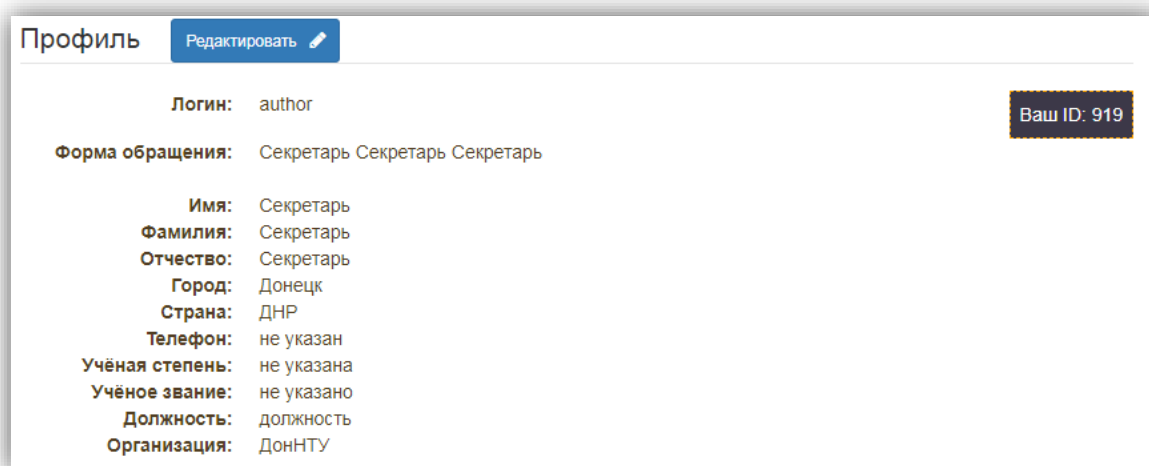 Профиль Редактировать
Логин: author
Ваш ID: 919
Форма обращения: Секретарь Секретарь Секретарь
Имя: Секретарь
Фамилия: Секретарь
Отчество: Секретарь
Город: Донецк
Страна: ДНР
Телефон: не указан
Учёная степень: не указана
Учёное звание: не указано
Должность: должность
Организация: ДонНТУ